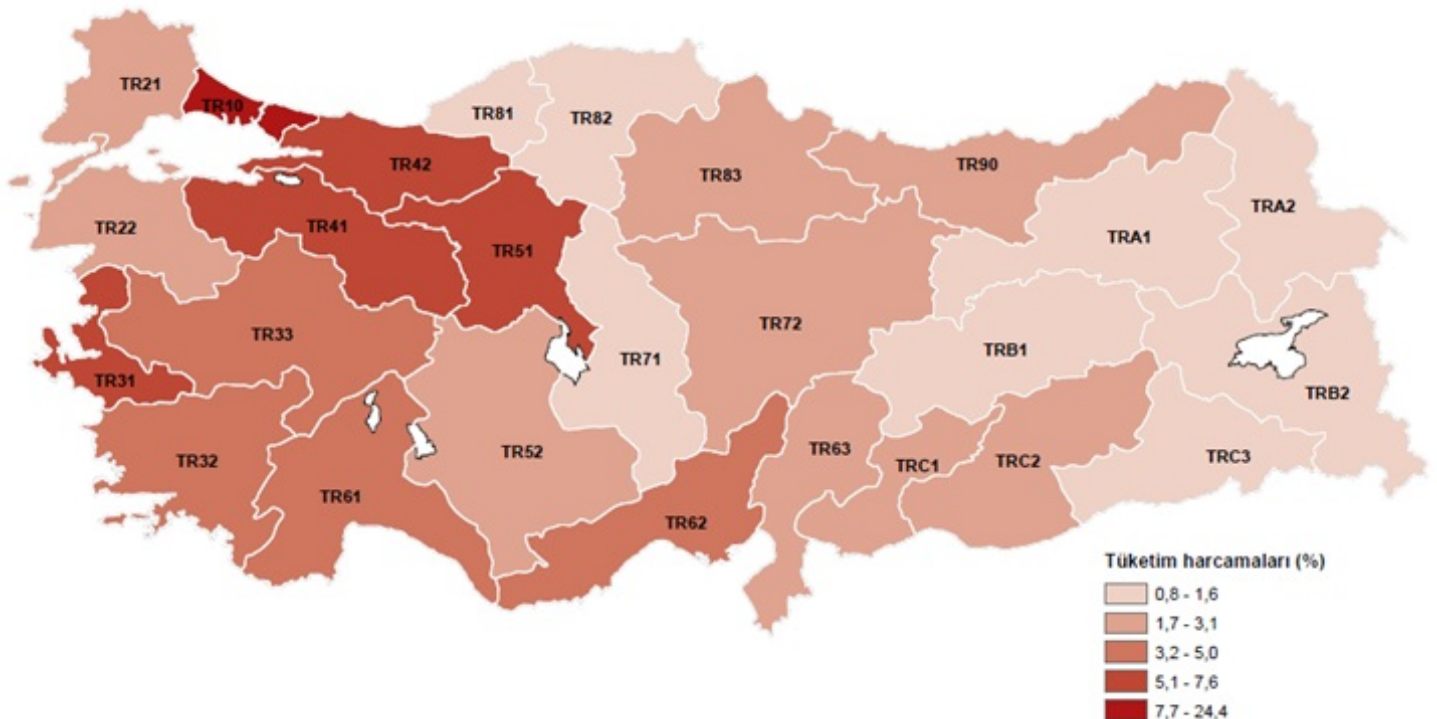 TR21
TR10
TR81
TR82
TR42
TR83
TR90
TRA2
TR22
TR41
TR51
TRA1
TR33
TR72
TRB1
TR71
TR31
TRB2
TR32
TR52
TR63
TRC1
TRC2
TRC3
TR61
TR62
Tüketim harcamaları (%)
0,8 - 1,6
1,7 - 3,1
3,2 - 5,0
5,1 - 7,6
7,7 - 24,4